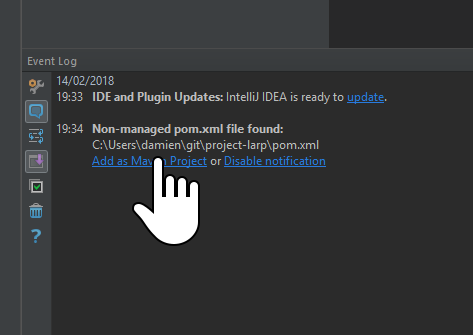 Event Log
14/02/2018
19:33 IDE and Plugin Updates: IntelliJ IDEA is ready to update.
19:34 Non-managed pom.xml file found:
C:\Users\damien\git\project-larp\pom.xml
Add as Maven Project or Disable notification
?